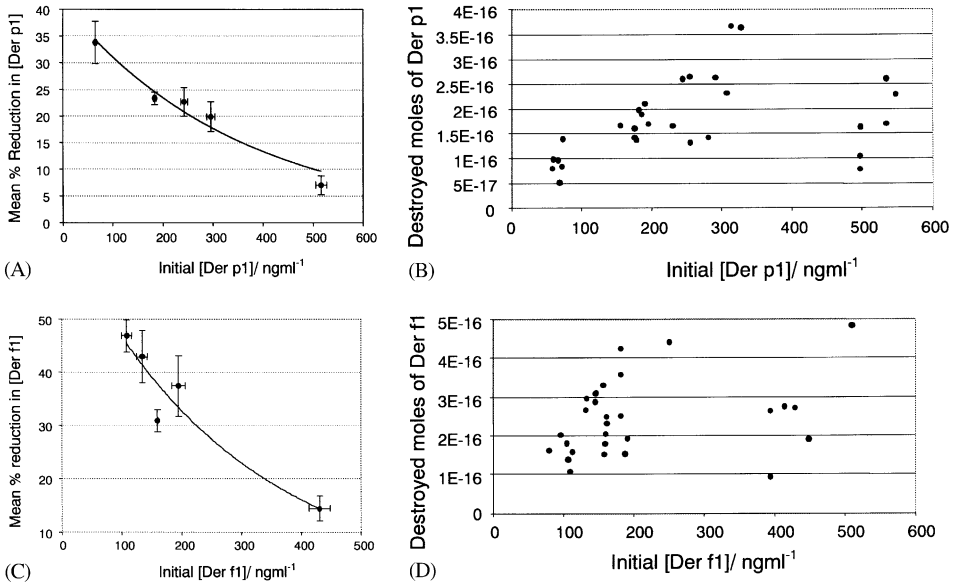 Mean % Reduction in [Der p1]
40
35
30
25
20
15
10
5
0
0 100 200 300 400 500 600
Initial [Der p1]/ ngml-1
(A)
Destroyed moles of Der p1
4E-16
3.5E-16
3E-16
2.5E-16
2E-16
1.5E-16
1E-16
5E-17
0
0 100 200 300 400 500 600
Initial [Der p1]/ ngml-1
(B)
Mean % reduction in [Der f1]
50
40
30
20
10
0 100 200 300 400 500
Initial [Der f1]/ ngml-1
(C)
Destroyed moles of Der f1
5E-16
4E-16
3E-16
2E-16
1E-16
0
0 100 200 300 400 500 600
Initial [Der f1]/ ngml-1
(D)